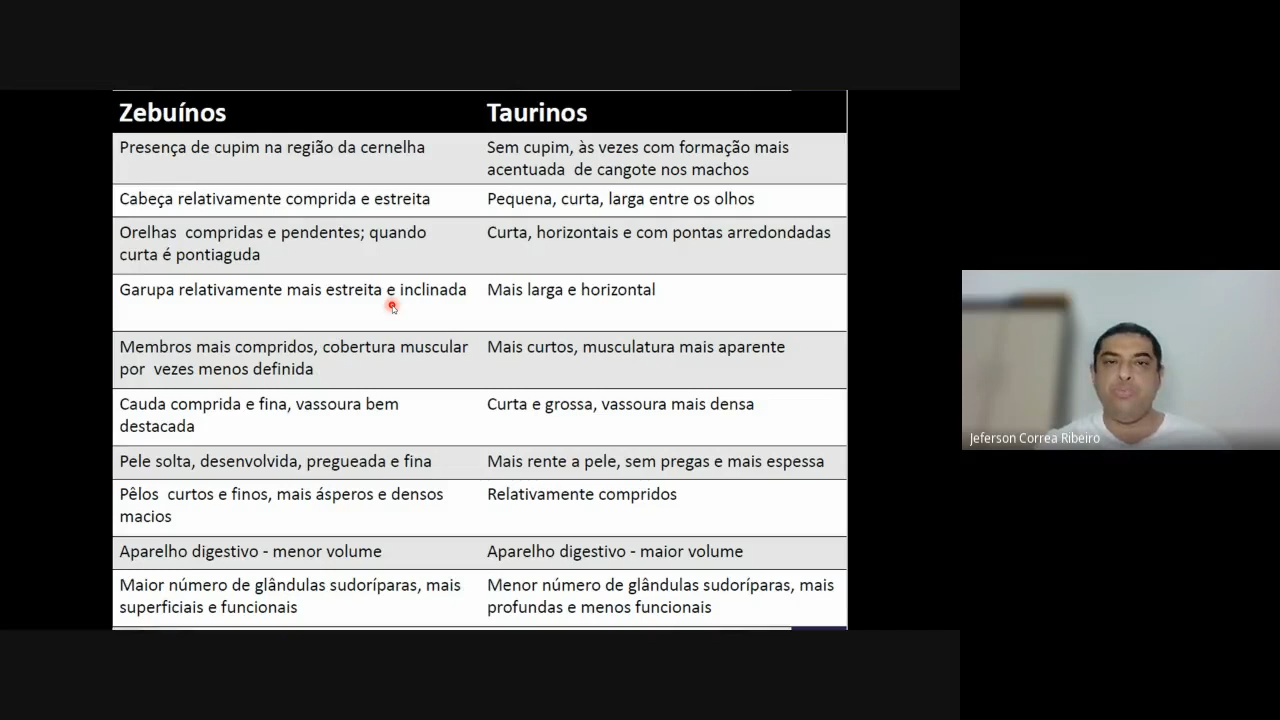 Zebuínos
Taurinos
Presença de cupim na região da cernelha
Sem cupim, às vezes com formação mais
acentuada  de cangote nos machos
Cabeça relativamente comprida e estreita
Pequena, curta, larga entre os olhos
Orelhas  compridas e pendentes; quando
curta é pontiaguda
Curta, horizontais e com pontas arredondadas
Garupa relativamente mais estreita e inclinada
Mais larga e horizontal
Membros mais compridos, cobertura muscular
por  vezes menos definida
Mais curtos, musculatura mais aparente
Cauda comprida e fina, vassoura bem
destacada
Curta e grossa, vassoura mais densa
Pele solta, desenvolvida, pregueada e fina
Mais rente a pele, sem pregas e mais espessa
Pêlos  curtos e finos, mais ásperos e densos
macios
Relativamente compridos
Aparelho digestivo - menor volume
Aparelho digestivo - maior volume
Maior número de glândulas sudoríparas, mais
superficiais e funcionais
Menor número de glândulas sudoríparas, mais
profundas e menos funcionais
Jeferson Correa Ribeiro